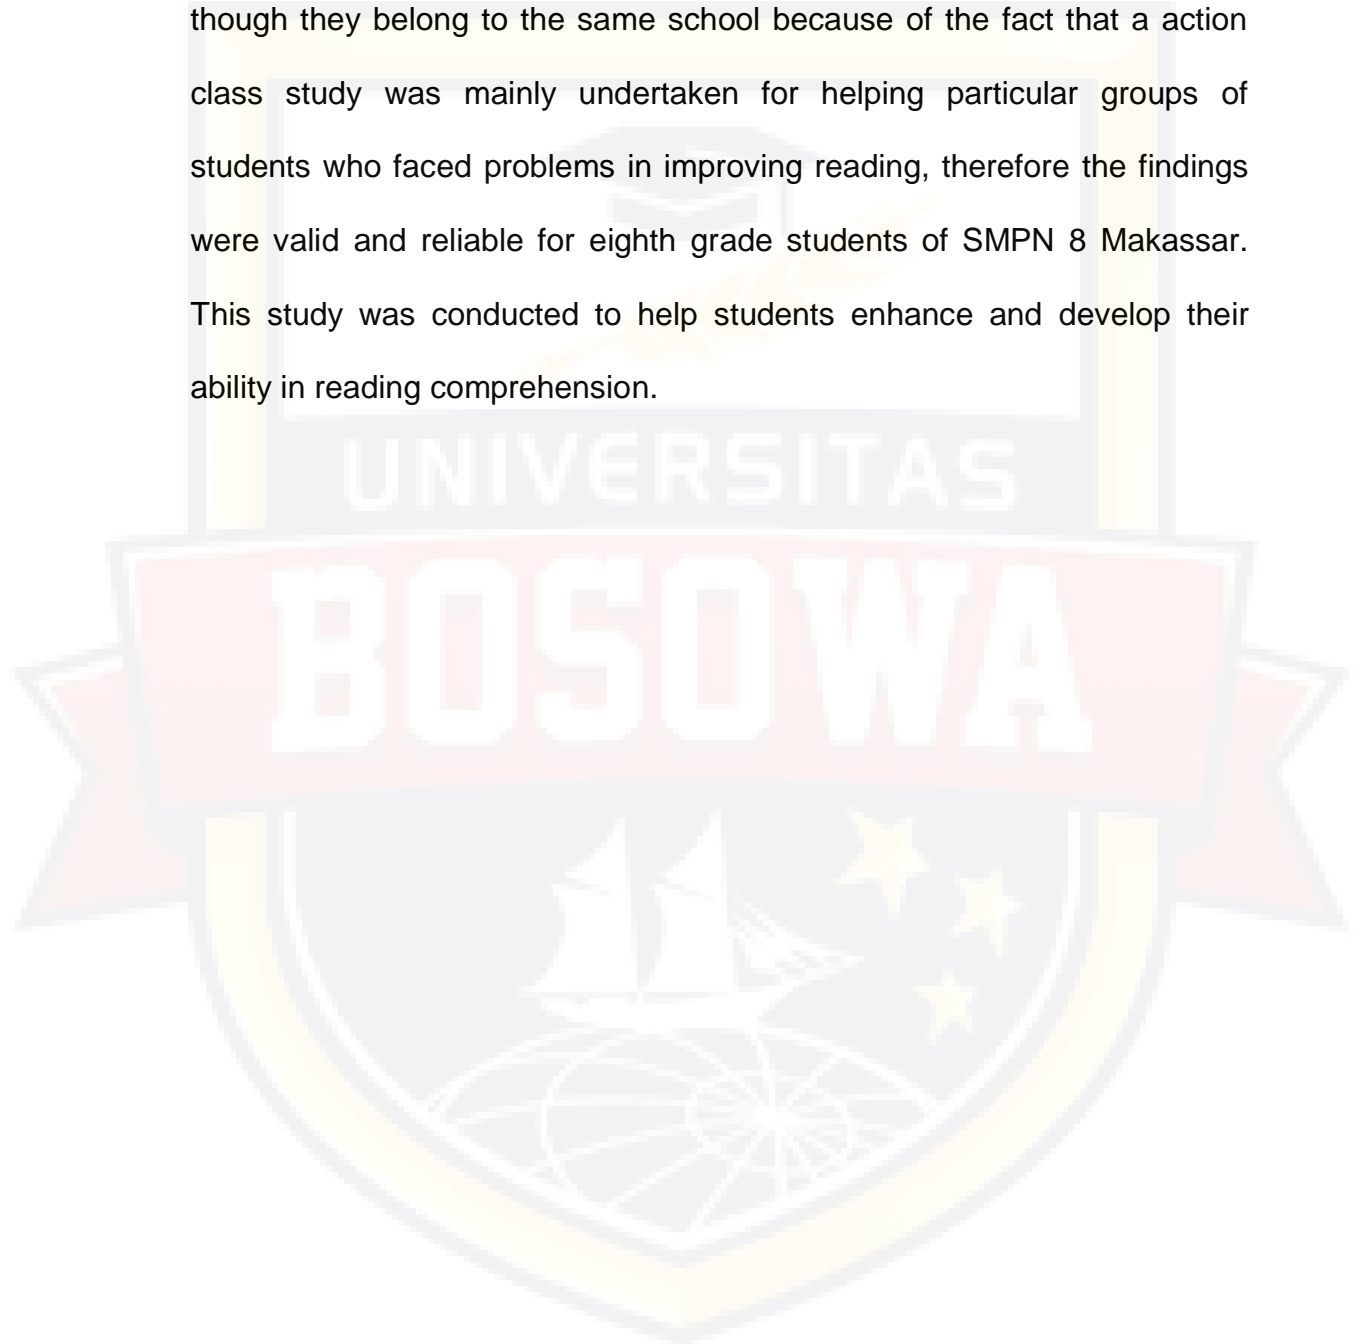 though they belong to the same school because of the fact that a action
class study was mainly undertaken for helping particular groups of
students who faced problems in improving reading, therefore the findings
were valid and reliable for eighth grade students of SMPN 8 Makassar.
This study was conducted to help students enhance and develop their
ability in reading comprehension.
UNIVERSITAS
BOSOWA